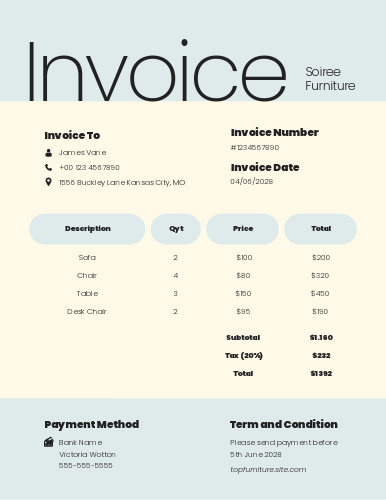 Invoice
Soiree
Furniture
Invoice To
James Vane
+00 123 4567890
1556 Buckley Lane Kansas City, MO
Invoice Number
#1234567890
Invoice Date
04/06/2028
Description Qyt Price Total
Sofa 2 $100 $200
Chair 4 $80 $320
Table 3 $150 $450
Desk Chair 2 $95 $190
Subtotal $1.160
Tax (20%) $232
Total $1392
Payment Method
Bank Name
Victoria Wotton
555-555-5555
Term and Condition
Please send payment before
5th June 2028
topfurniture.site.com